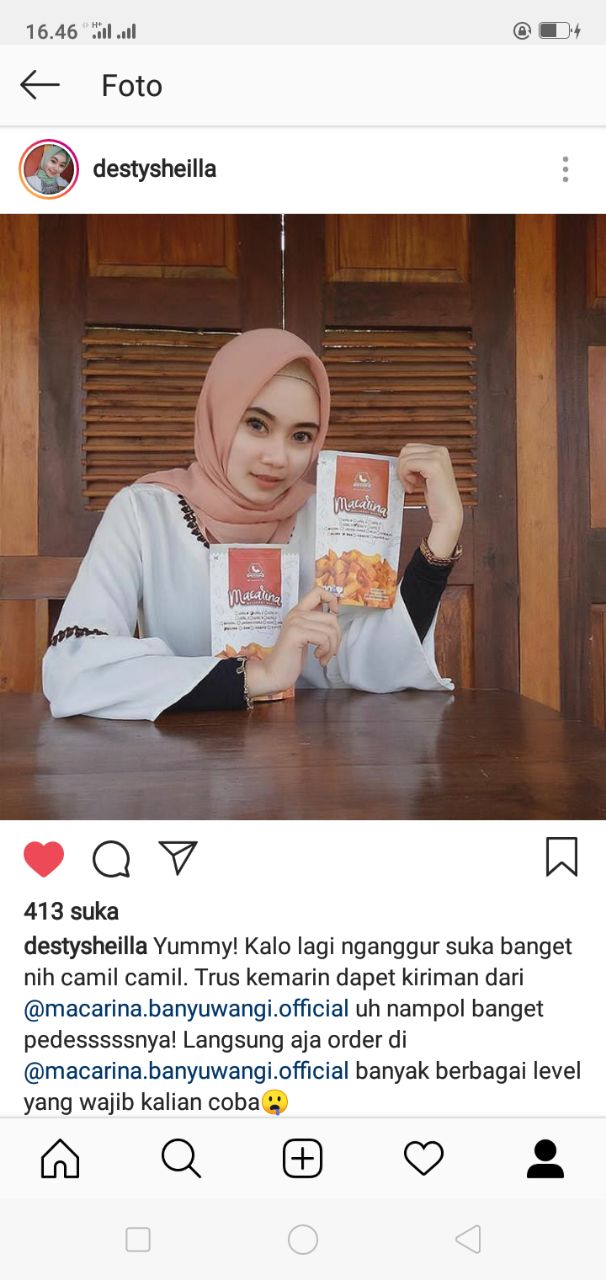 16.46
H+
Foto
destysheilla
Macarina
Macarina
413 suka
destysheilla Yummy! Kalo lagi nganggur suka banget
nih camil camil. Trus kemarin dapet kiriman dari
@macarina.banyuwangi.official uh nampol banget
pedesssssnya! Langsung aja order di
@macarina.banyuwangi.official banyak berbagai level
yang wajib kalian coba😲